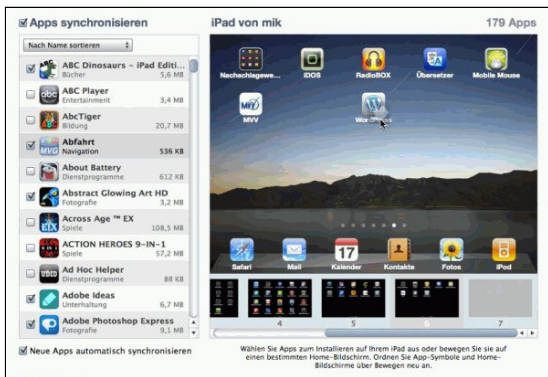 Apps synchronisieren
iPad von mik
179 Apps
Nach Name sortieren
ABC Dinosaurs – iPad Editi...
Bücher 5,6 MB
ABC Player
Entertainment 3,4 MB
AbcTiger
Bildung 20,7 MB
Abfahrt
Navigation 536 KB
About Battery
Dienstprogramme 612 KB
Abstract Glowing Art HD
Fotografie 3,2 MB
Across Age ™ EX
Spiele 108,5 MB
ACTION HEROES 9-IN-1
Spiele 57,2 MB
Ad Hoc Helper
Dienstprogramme 88 KB
Adobe Ideas
Unterhaltung 6,7 MB
Adobe Photoshop Express
Fotografie 9,1 MB
Neue Apps automatisch synchronisieren
Nachschlagewe... iDOS RadioBOX Übersetzer Mobile Mouse
MVV WordPress
17
Safari Mail Kalender Kontakte Fotos iPod
4 5 6 7
Wählen Sie Apps zum Installieren auf Ihrem iPad aus oder bewegen Sie sie auf
einen bestimmten Home-Bildschirm. Ordnen Sie App-Symbole und Home-
Bildschirme über Bewegen neu an.